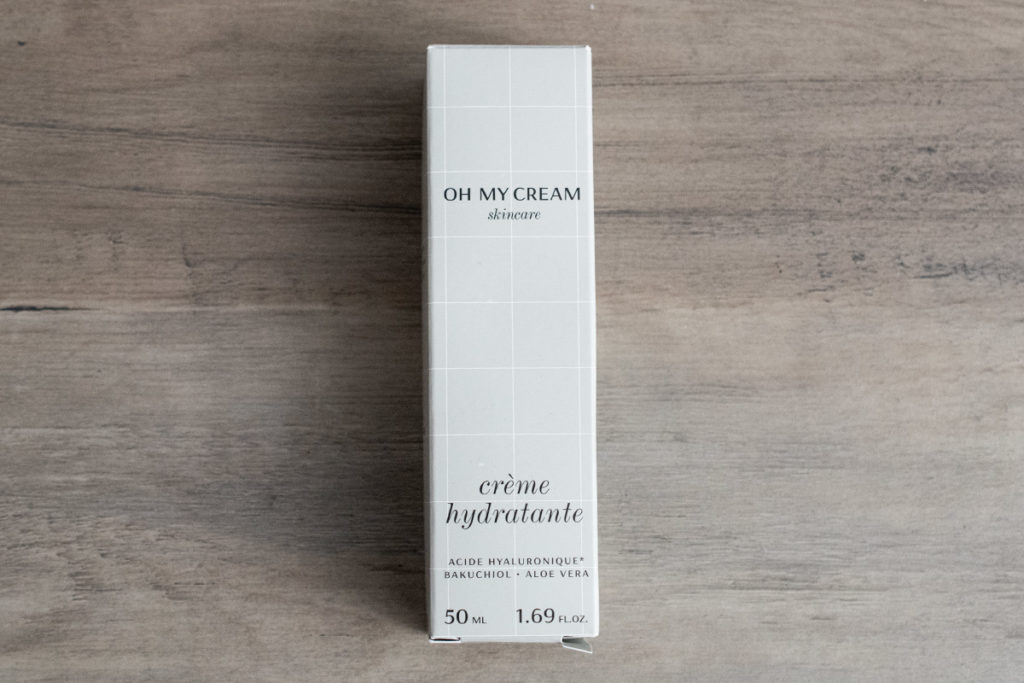 OH MY CREAM
skincare
crème
hydratante
ACIDE HYALURONIQUE*
BAKUCHIOL • ALOE VERA
50 ML 1.69 FL.OZ.